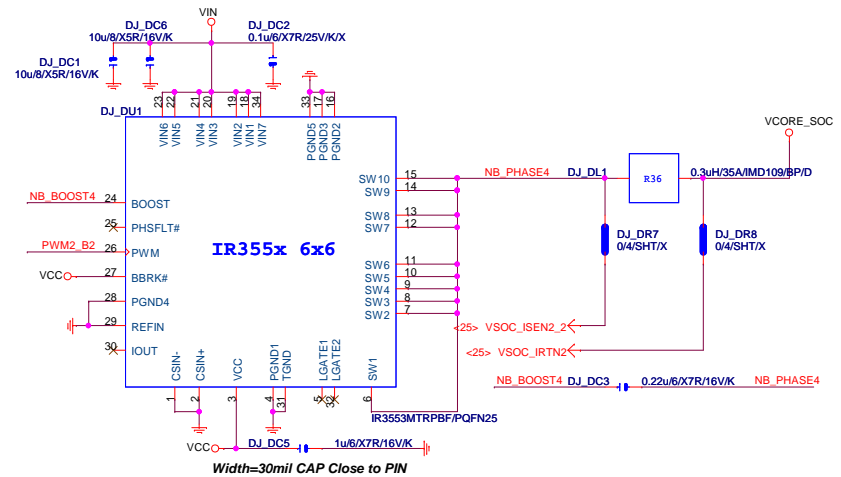 VIN
DJ_DC6
10u/8/X5R/16V/K
DJ_DC2
0.1u/6/X7R/25V/K/X
DJ_DC1
10u/8/X5R/16V/K
DJ_DU1
23 22 21 20 19 18 34 33 17 16
VIN6 VIN5 VIN4 VIN3 VIN2 VIN1 VIN7 PGND5 PGND3 PGND2
VCORE_SOC
SW10 15 NB_PHASE4 DJ_DL1 R36 0.3uH/35A/IMD109/BP/D
SW9 14
NB_BOOST4 24 BOOST
SW8 13
25 PHSFLT#
SW7 12
DJ_DR7
0/4/SHT/X
DJ_DR8
0/4/SHT/X
IR355x 6x6
PWM2_B2 26 PWM
SW6 11
VCC 27 BBRK#
SW5 10
SW4 9
28 PGND4
SW3 8
SW2 7
29 REFIN
<25> VSOC_ISEN2_2
30 IOUT
<25> VSOC_IRTN2
CSIN- CSIN+ VCC PGND1 TGND LGATE1 LGATE2 SW1
1 2 3 4 31 5 32 6
NB_BOOST4 DJ_DC3 0.22u/6/X7R/16V/K NB_PHASE4
IR3553MTRPBF/PQFN25
VCC DJ_DC5 1u/6/X7R/16V/K
Width=30mil CAP Close to PIN